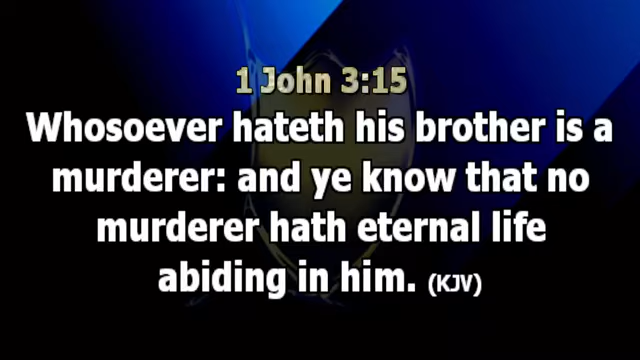 1 John 3:15
Whosoever hateth his brother is a
murderer: and ye know that no
murderer hath eternal life
abiding in him. (KJV)